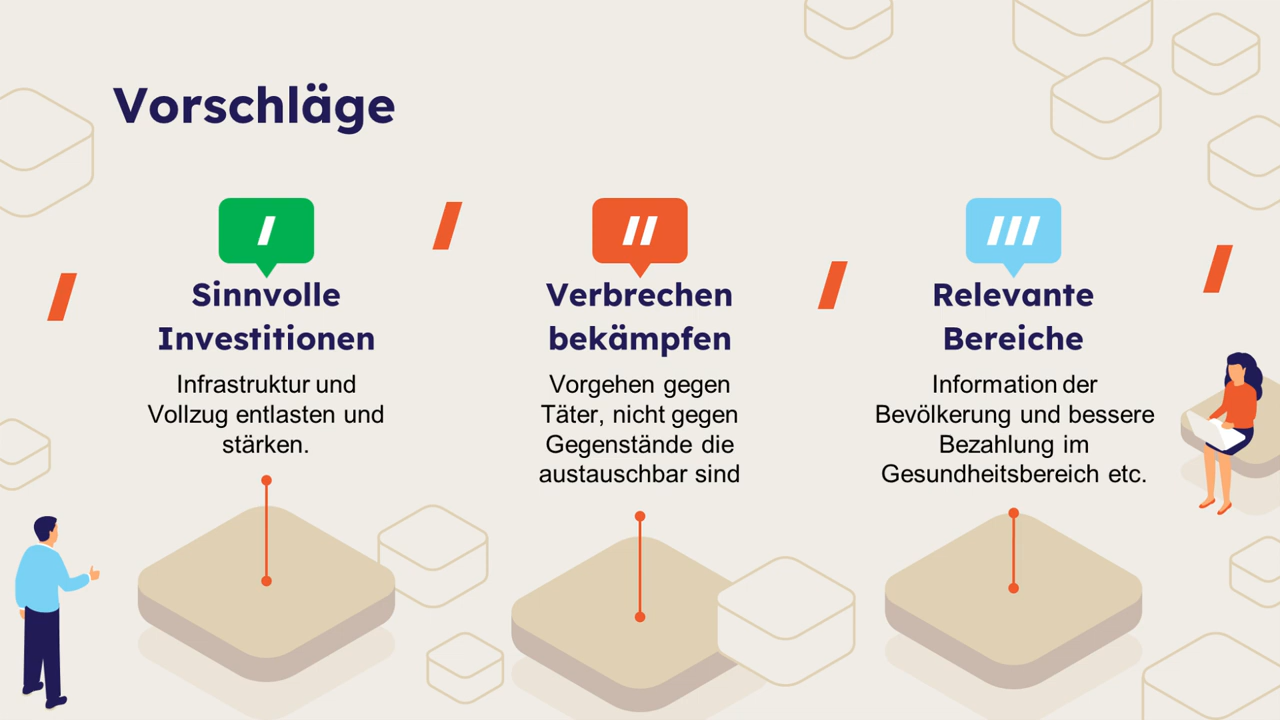 Vorschläge
Sinnvolle
Investitionen
Infrastruktur und
Vollzug entlasten und
stärken.
Verbrechen
bekämpfen
Vorgehen gegen
Täter, nicht gegen
Gegenstände die
austauschbar sind
Relevante
Bereiche
Information der
Bevölkerung und bessere
Bezahlung im
Gesundheitsbereich etc.